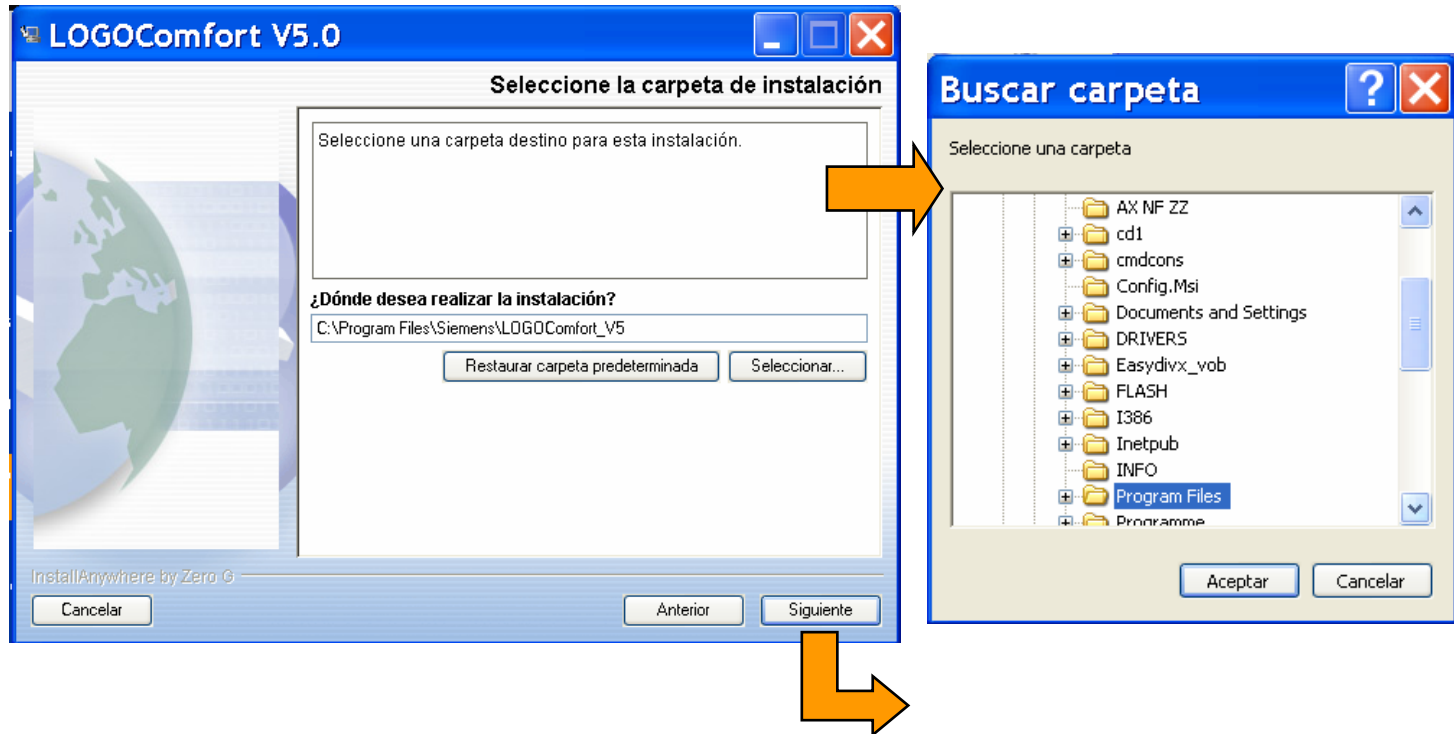 LOGOComfort V5.0
Seleccione la carpeta de instalación
Seleccione una carpeta destino para esta instalación.
¿Dónde desea realizar la instalación?
C:\Program Files\Siemens\LOGOComfort_V5
Restaurar carpeta predeterminada
Seleccionar...
InstallAnywhere by Zero G
Cancelar
Anterior
Siguiente
Buscar carpeta
Seleccione una carpeta
AX NF ZZ
cd1
cmdcons
Config.Msi
Documents and Settings
DRIVERS
Easydivx_vob
FLASH
I386
Inetpub
INFO
Program Files
Programme
Aceptar
Cancelar